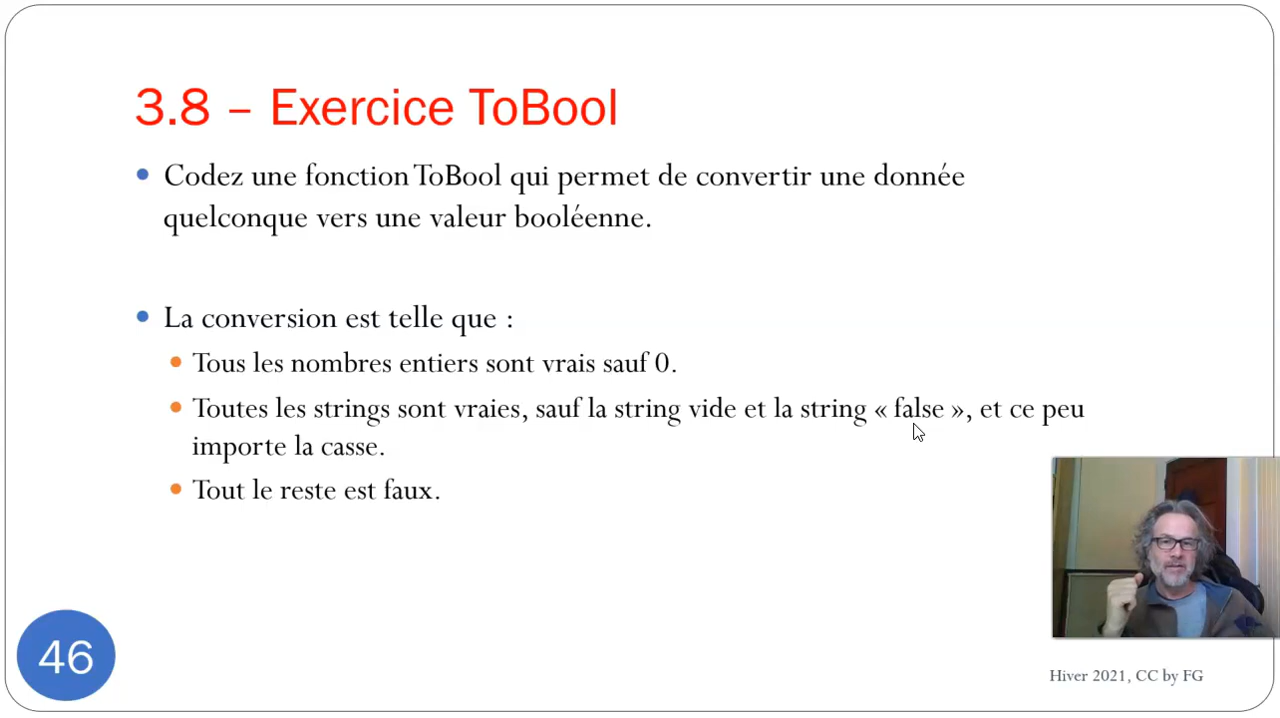 3.8 – Exercice ToBool
Codez une fonction ToBool qui permet de convertir une donnée
quelconque vers une valeur booléenne.
La conversion est telle que :
Tous les nombres entiers sont vrais sauf 0.
Toutes les strings sont vraies, sauf la string vide et la string « false », et ce peu
importe la casse.
Tout le reste est faux.
46
Hiver 2021, CC by FG